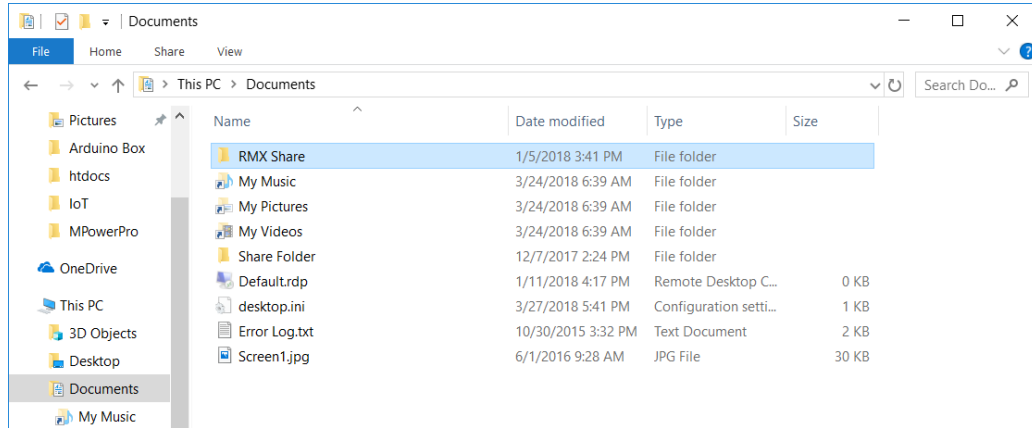 Documents
File Home Share View
This PC > Documents Search Do...
Pictures
Arduino Box
htdocs
IoT
MPowerPro
OneDrive
This PC
3D Objects
Desktop
Documents
My Music
Name Date modified Type Size
RMX Share 1/5/2018 3:41 PM File folder
My Music 3/24/2018 6:39 AM File folder
My Pictures 3/24/2018 6:39 AM File folder
My Videos 3/24/2018 6:39 AM File folder
Share Folder 12/7/2017 2:24 PM File folder
Default.rdp 1/11/2018 4:17 PM Remote Desktop C... 0 KB
desktop.ini 3/27/2018 5:41 PM Configuration setti... 1 KB
Error Log.txt 10/30/2015 3:32 PM Text Document 2 KB
Screen1.jpg 6/1/2016 9:28 AM JPG File 30 KB